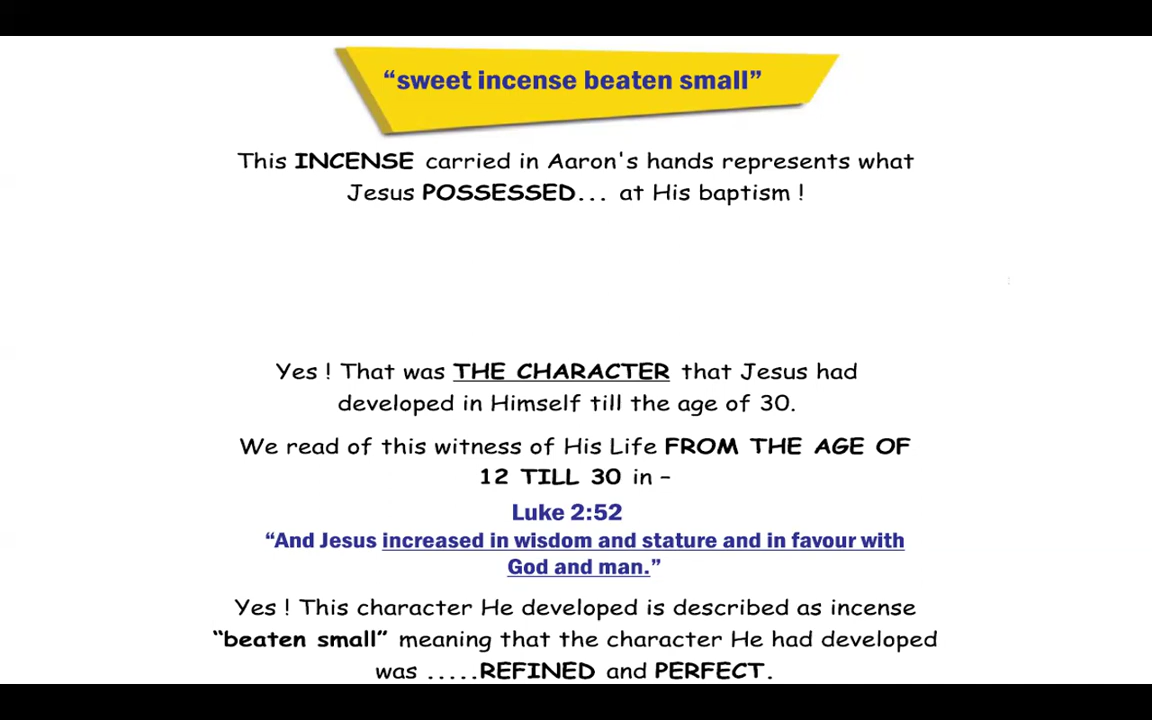 “sweet incense beaten small”
This INCENSE carried in Aaron's hands represents what
Jesus POSSESSED... at His baptism !
Yes ! That was THE CHARACTER that Jesus had
developed in Himself till the age of 30.
We read of this witness of His Life FROM THE AGE OF
12 TILL 30 in –
Luke 2:52
“And Jesus increased in wisdom and stature and in favour with
God and man.”
Yes ! This character He developed is described as incense
“beaten small” meaning that the character He had developed
was .....REFINED and PERFECT.